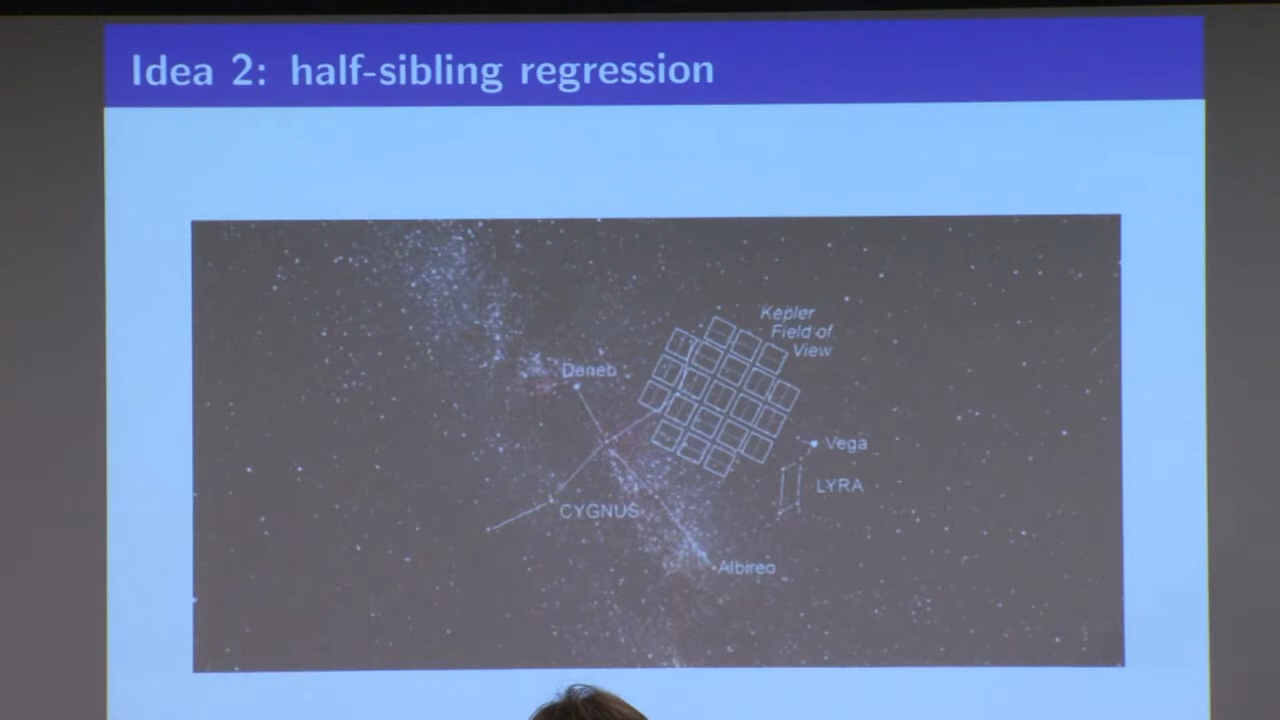 Idea 2: half-sibling regression
Kepler
Field of
View
Deneb
Vega
LYRA
CYGNUS
Albireo